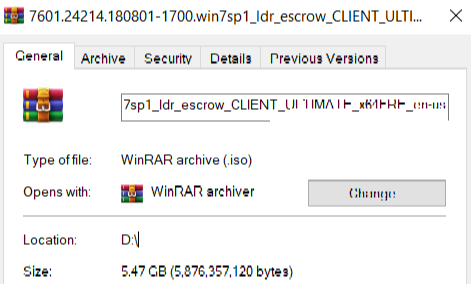 7601.24214.180801-1700.win7sp1_ldr_escrow_CLIENT_ULTI...
General Archive Security Details Previous Versions
7sp1_ldr_escrow_CLIENT_ULTIMATE_x64FRE_en-us
Type of file: WinRAR archive (.iso)
Opens with: WinRAR archiver Change
Location: D:\
Size: 5.47 GB (5,876,357,120 bytes)